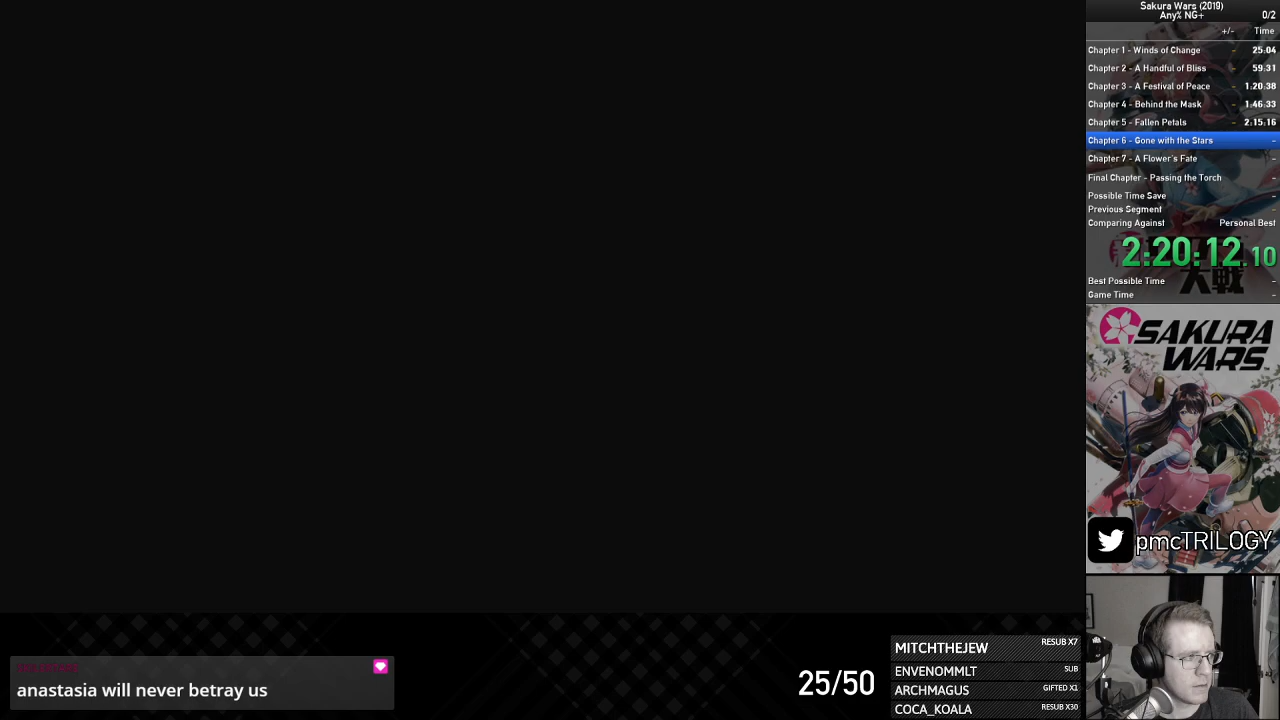 Sakura Wars (2019)
Any% NG+ 0/2
+/- Time
Chapter 1 - Winds of Change - 25:04
Chapter 2 - A Handful of Bliss - 59:31
Chapter 3 - A Festival of Peace - 1:20:38
Chapter 4 - Behind the Mask - 1:46:33
Chapter 5 - Fallen Petals - 2:15:16
Chapter 6 - Gone with the Stars -
Chapter 7 - A Flower's Fate -
Final Chapter - Passing the Torch -
Possible Time Save -
Previous Segment -
Comparing Against Personal Best
2:20:12.10
大戦
Best Possible Time -
Game Time -
SAKURA
WARS
pmcTRILOGY
anastasia will never betray us
25/50
MITCHTHEJEW RESUB X7
ENVENOMMLT SUB
ARCHMAGUS GIFTED X1
COCA_KOALA RESUB X30